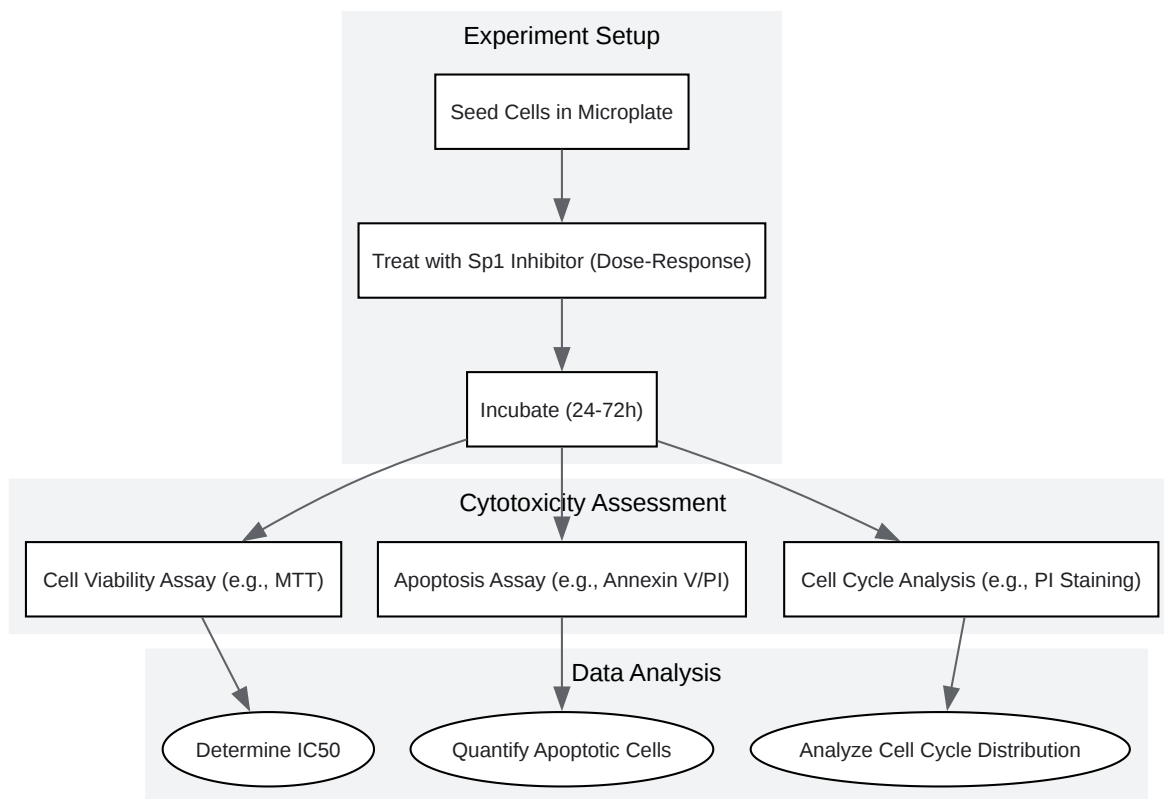 Experiment Setup
Seed Cells in Microplate
Treat with Sp1 Inhibitor (Dose-Response)
Incubate (24-72h)
Cytotoxicity Assessment
Cell Viability Assay (e.g., MTT)
Apoptosis Assay (e.g., Annexin V/PI)
Cell Cycle Analysis (e.g., PI Staining)
Data Analysis
Determine IC50
Quantify Apoptotic Cells
Analyze Cell Cycle Distribution